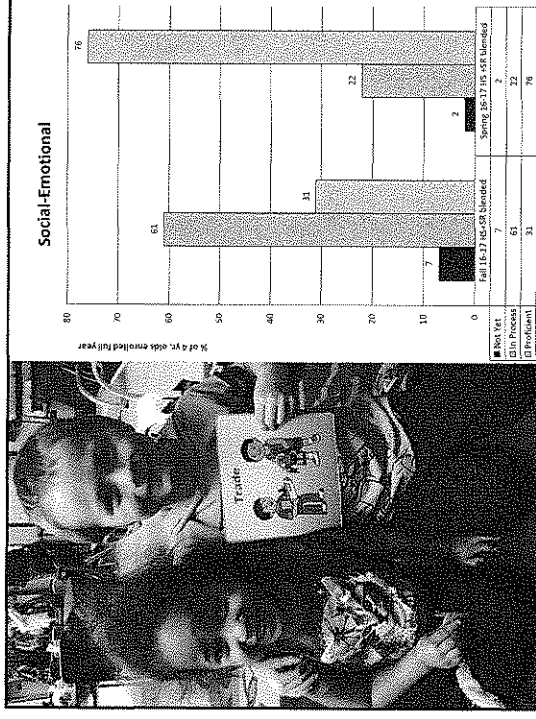 Social-Emotional
% of 4 yr. olds enrolled full year
80
70
60
50
40
30
20
10
0
7
61
31
2
22
76
Fall 16-17 HS+SR blended
Spring 16-17 HS +SR blended
Not Yet 7 2
In Process 61 22
Proficient 31 76
Trade